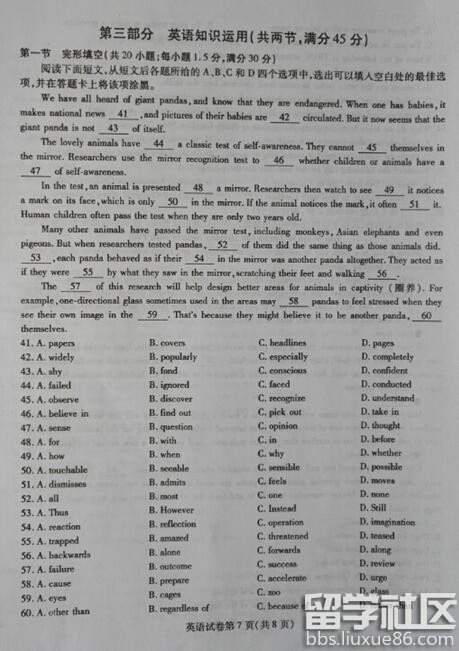 第三部分 英语知识运用(共两节,满分45分)
第一节 完形填空(共20小题;每小题1.5分,满分30分)
阅读下面短文,从短文后各题所给的A、B、C和D四个选项中,选出可以填入空白处的最佳选
项,并在答题卡上将该项涂黑。
We have all heard of giant pandas, and know that they are endangered. When one has babies, it
makes national news 41 , and pictures of their babies are 42 circulated. But it now seems that the
giant panda is not 43 of itself.
The lovely animals have 44 a classic test of self-awareness. They cannot 45 themselves in
the mirror. Researchers use the mirror recognition test to 46 whether children or animals have a
47 of self-awareness.
In the test, an animal is presented 48 a mirror. Researchers then watch to see 49 it notices
a mark on its face, which is only 50 in the mirror. If the animal notices the mark, it often 51 it.
Human children often pass the test when they are only two years old.
Many other animals have passed the mirror test, including monkeys, Asian elephants and even
pigeons. But when researchers tested pandas, 52 of them did the same thing as those animals did.
53 , each panda behaved as if their 54 in the mirror was another panda altogether. They acted as
if they were 55 by what they saw in the mirror, scratching their feet and walking 56 .
The 57 of this research will help design better areas for animals in captivity (圈养). For
example, one-directional glass sometimes used in the areas may 58 pandas to feel stressed when they
see their own image in the 59 . That's because they might believe it to be another panda, 60
themselves.
41. A. papers B. covers C. headlines D. pages
42. A. widely B. popularly C. especially D. completely
43. A. shy B. fond C. conscious D. confident
44. A. failed B. ignored C. faced D. conducted
45. A. observe B. discover C. recognize D. understand
46. A. believe in B. find out C. pick out D. take in
47. A. sense B. question C. opinion D. thought
48. A. for B. with C. in D. before
49. A. how B. when C. why D. whether
50. A. touchable B. seeable C. sensible D. possible
51. A. dismisses B. admits C. feels D. moves
52. A. all B. most C. one D. none
53. A. Thus B. However C. Instead D. Still
54. A. reaction B. reflection C. operation D. imagination
55. A. trapped B. amazed C. threatened D. teased
56. A. backwards B. alone C. forwards D. along
57. A. failure B. outcome C. success D. review
58. A. cause B. prepare C. accelerate D. urge
59. A. eyes B. cages C. zoo D. glass
60. A. other than B. regardless of C. because o
英语试卷第7页(共8页)
留学社区
bbs.liuxue86.com